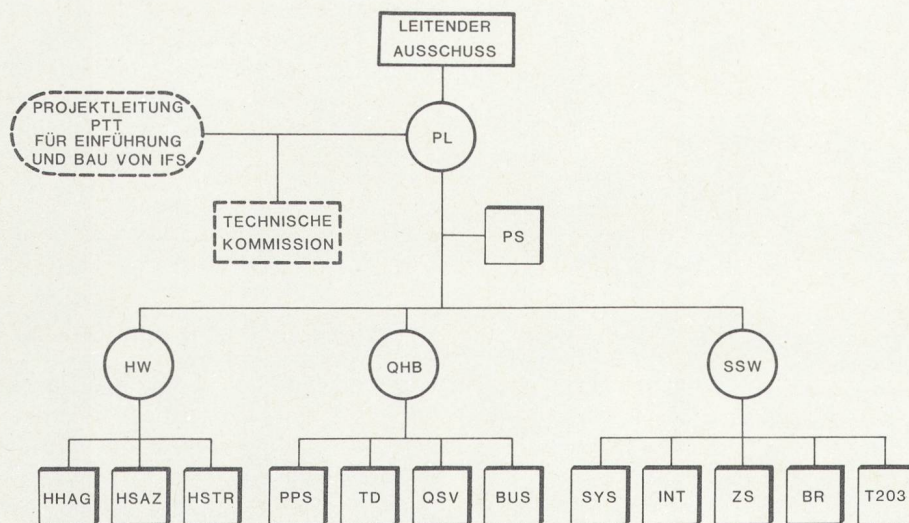 LEITENDER
AUSSCHUSS
PROJEKTLEITUNG
PTT
FÜR EINFÜHRUNG
UND BAU VON IFS
PL
TECHNISCHE
KOMMISSION
PS
HW
QHB
SSW
HHAG
HSAZ
HSTR
PPS
TD
QSV
BUS
SYS
INT
ZS
BR
T203